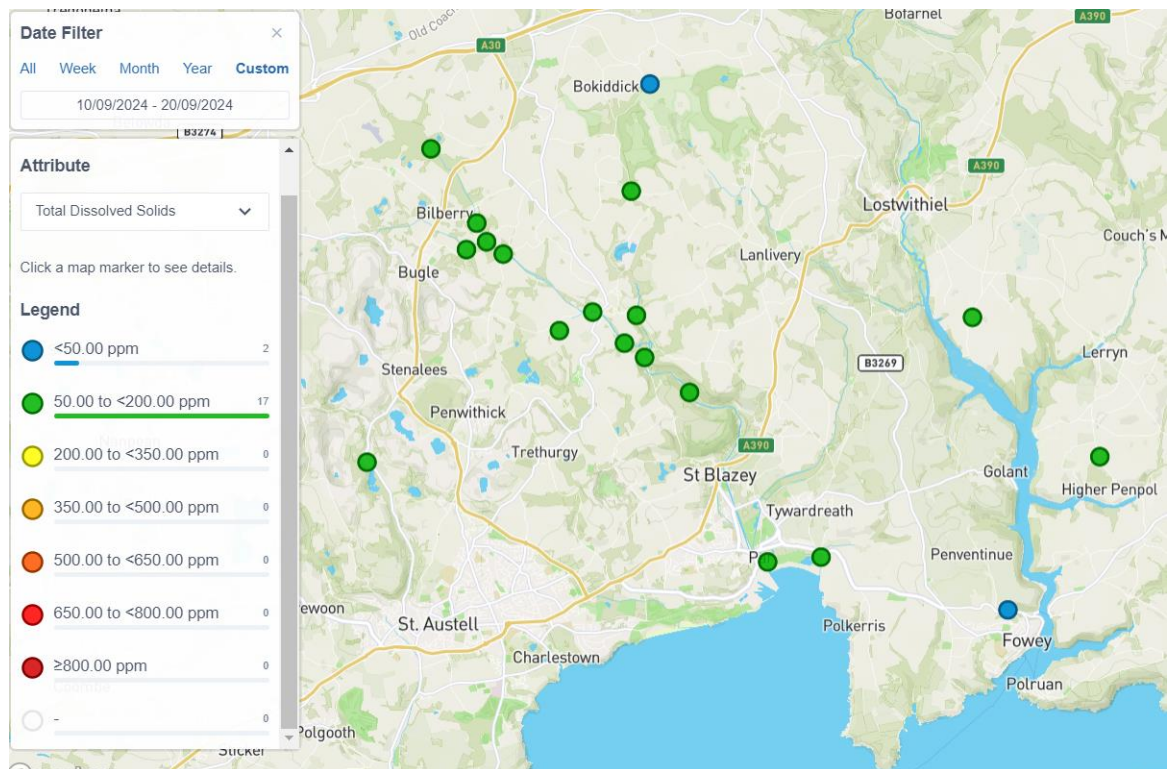 Date Filter ×
All Week Month Year Custom
10/09/2024 - 20/09/2024
B3274
Attribute
Total Dissolved Solids
Click a map marker to see details.
Legend
<50.00 ppm 2
50.00 to <200.00 ppm 17
200.00 to <350.00 ppm 0
350.00 to <500.00 ppm 0
500.00 to <650.00 ppm 0
650.00 to <800.00 ppm 0
≥800.00 ppm 0
- 0
Old Coac
A30
Bofarnel
A390
Bokiddick
A390
Bilberry
Lostwithiel
Couch's M
Bugle
Lanlivery
Stenalees
B3269
Lerryn
Penwithick
Trethurgy
A390
St Blazey
Golant
Higher Penpol
Tywardreath
P
Penventinue
ewoon
St. Austell
Polkerris
Fowey
Charlestown
Polruan
Polgooth
Sticker